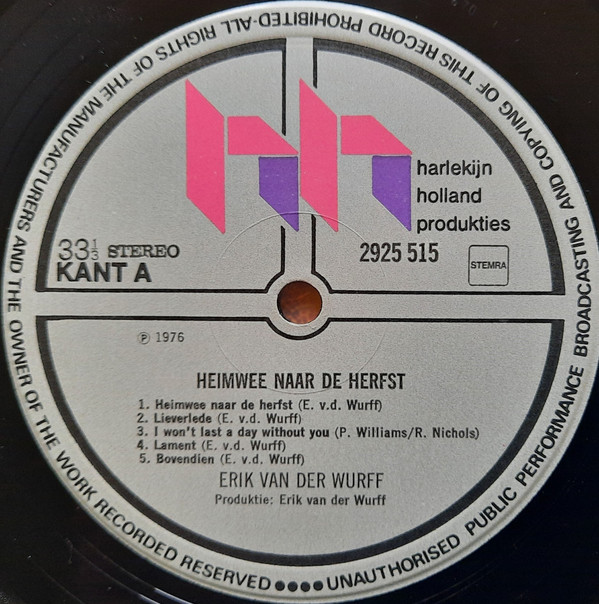 ALL RIGHTS OF THE MANUFACTURERS AND THE OWNER OF THE WORK RECORDED RESERVED ●●●● UNAUTHORISED PUBLIC PERFORMANCE BROADCASTING AND COPYING OF THIS RECORD PROHIBITED-
hh
harlekijn
holland
produkties
33⅓ STEREO
KANT A
2925 515
STEMRA
℗ 1976
HEIMWEE NAAR DE HERFST
1. Heimwee naar de herfst (E. v.d. Wurff)
2. Lieverlede (E. v.d. Wurff)
3. I won't last a day without you (P. Williams/R. Nichols)
4. Lament (E. v.d. Wurff)
5. Bovendien (E. v.d. Wurff)
ERIK VAN DER WURFF
Produktie: Erik van der Wurff